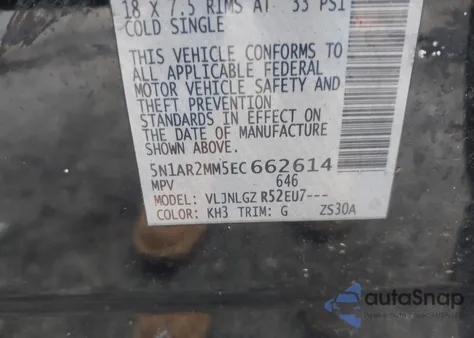 18 X 7.5 RIMS AT 33 PSI
COLD SINGLE
THIS VEHICLE CONFORMS TO
ALL APPLICABLE FEDERAL
MOTOR VEHICLE SAFETY AND
THEFT PREVENTION
STANDARDS IN EFFECT ON
THE DATE OF MANUFACTURE
SHOWN ABOVE.
5N1AR2MM5EC662614
MPV 646
MODEL: VLJNLGZ R52EU7---
COLOR: KH3 TRIM: G ZS30A
autoSnap